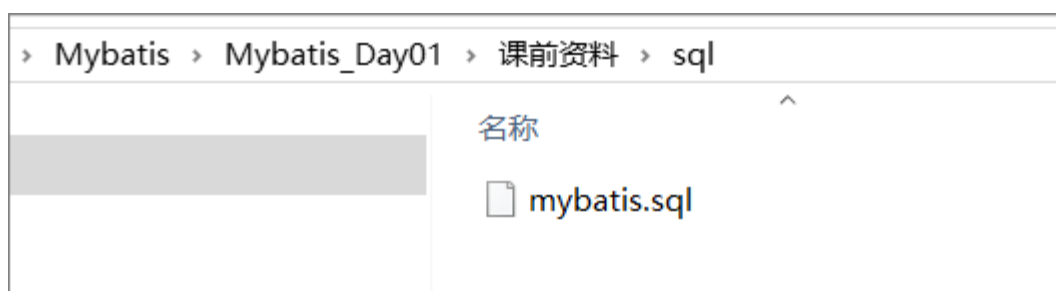 › Mybatis › Mybatis_Day01 › 课前资料 › sql
名称
mybatis.sql